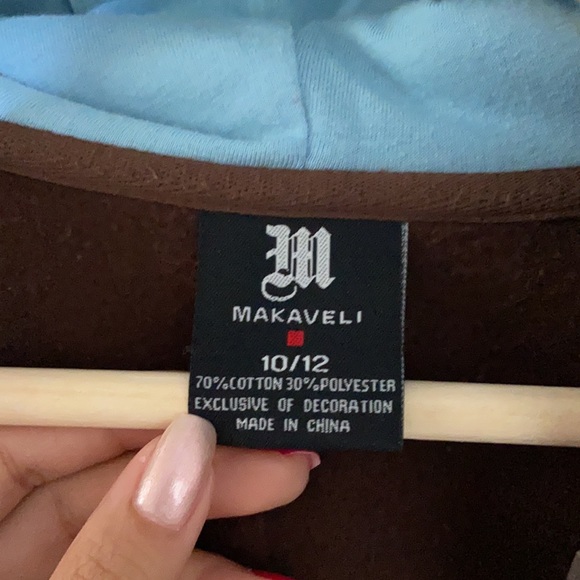 M
MAKAVELI
10/12
70%COTTON 30%POLYESTER
EXCLUSIVE OF DECORATION
MADE IN CHINA